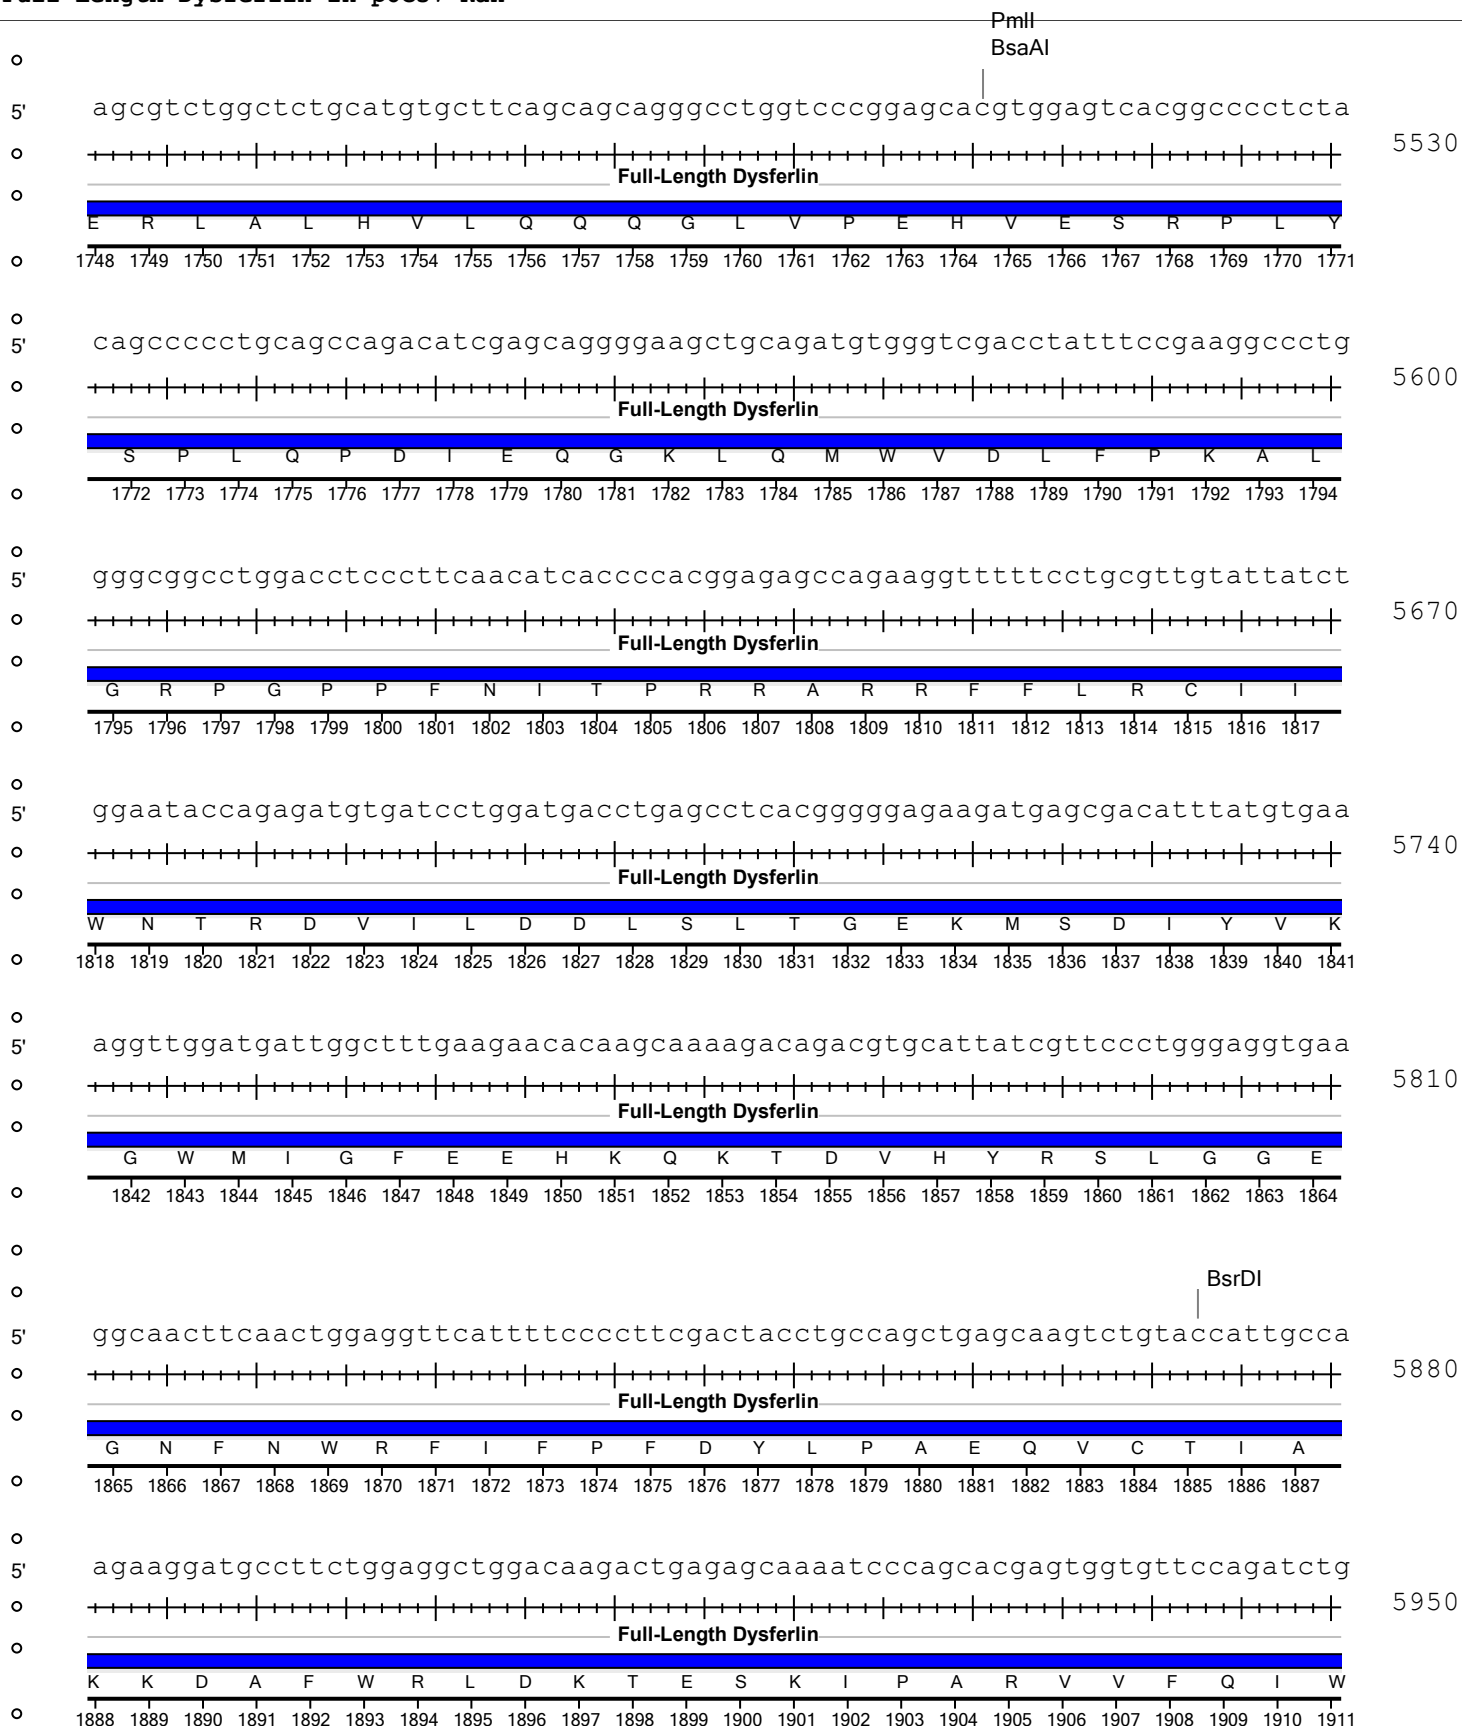 PmlI
BsaAI
5' agcgtctggctctgcatgtgcttcagcagcagggcctggtcccggagcacgtggagtcacggcccctcta 5530
Full-Length Dysferlin
E R L A L H V L Q Q Q G L V P E H V E S R P L Y
1748 1749 1750 1751 1752 1753 1754 1755 1756 1757 1758 1759 1760 1761 1762 1763 1764 1765 1766 1767 1768 1769 1770 1771
5' cagccccctgcagccagacatcgagcaggggaagctgcagatgtgggtcgacctatttccgaaggccctg 5600
Full-Length Dysferlin
S P L Q P D I E Q G K L Q M W V D L F P K A L
1772 1773 1774 1775 1776 1777 1778 1779 1780 1781 1782 1783 1784 1785 1786 1787 1788 1789 1790 1791 1792 1793 1794
5' gggcggcctggacctcccttcaacatcaccccacggagagccagaaggtttttcctgcgttgtattatct 5670
Full-Length Dysferlin
G R P G P P F N I T P R R A R R F F L R C I I
1795 1796 1797 1798 1799 1800 1801 1802 1803 1804 1805 1806 1807 1808 1809 1810 1811 1812 1813 1814 1815 1816 1817
5' ggaataccagagatgtgatcctggatgacctgagcctcacgggggagaagatgagcgacatttatgtgaa 5740
Full-Length Dysferlin
W N T R D V I L D D L S L T G E K M S D I Y V K
1818 1819 1820 1821 1822 1823 1824 1825 1826 1827 1828 1829 1830 1831 1832 1833 1834 1835 1836 1837 1838 1839 1840 1841
5' aggttggatgattggctttgaagaacacaagcaaaagacagacgtgcattatcgttccctgggaggtgaa 5810
Full-Length Dysferlin
G W M I G F E E H K Q K T D V H Y R S L G G E
1842 1843 1844 1845 1846 1847 1848 1849 1850 1851 1852 1853 1854 1855 1856 1857 1858 1859 1860 1861 1862 1863 1864
BsrDI
5' ggcaacttcaactggaggttcattttccccttcgactacctgccagctgagcaagtctgtaccattgcca 5880
Full-Length Dysferlin
G N F N W R F I F P F D Y L P A E Q V C T I A
1865 1866 1867 1868 1869 1870 1871 1872 1873 1874 1875 1876 1877 1878 1879 1880 1881 1882 1883 1884 1885 1886 1887
5' agaaggatgccttctggaggctggacaagactgagagcaaaatcccagcacgagtggtgttccagatctg 5950
Full-Length Dysferlin
K K D A F W R L D K T E S K I P A R V V F Q I W
1888 1889 1890 1891 1892 1893 1894 1895 1896 1897 1898 1899 1900 1901 1902 1903 1904 1905 1906 1907 1908 1909 1910 1911